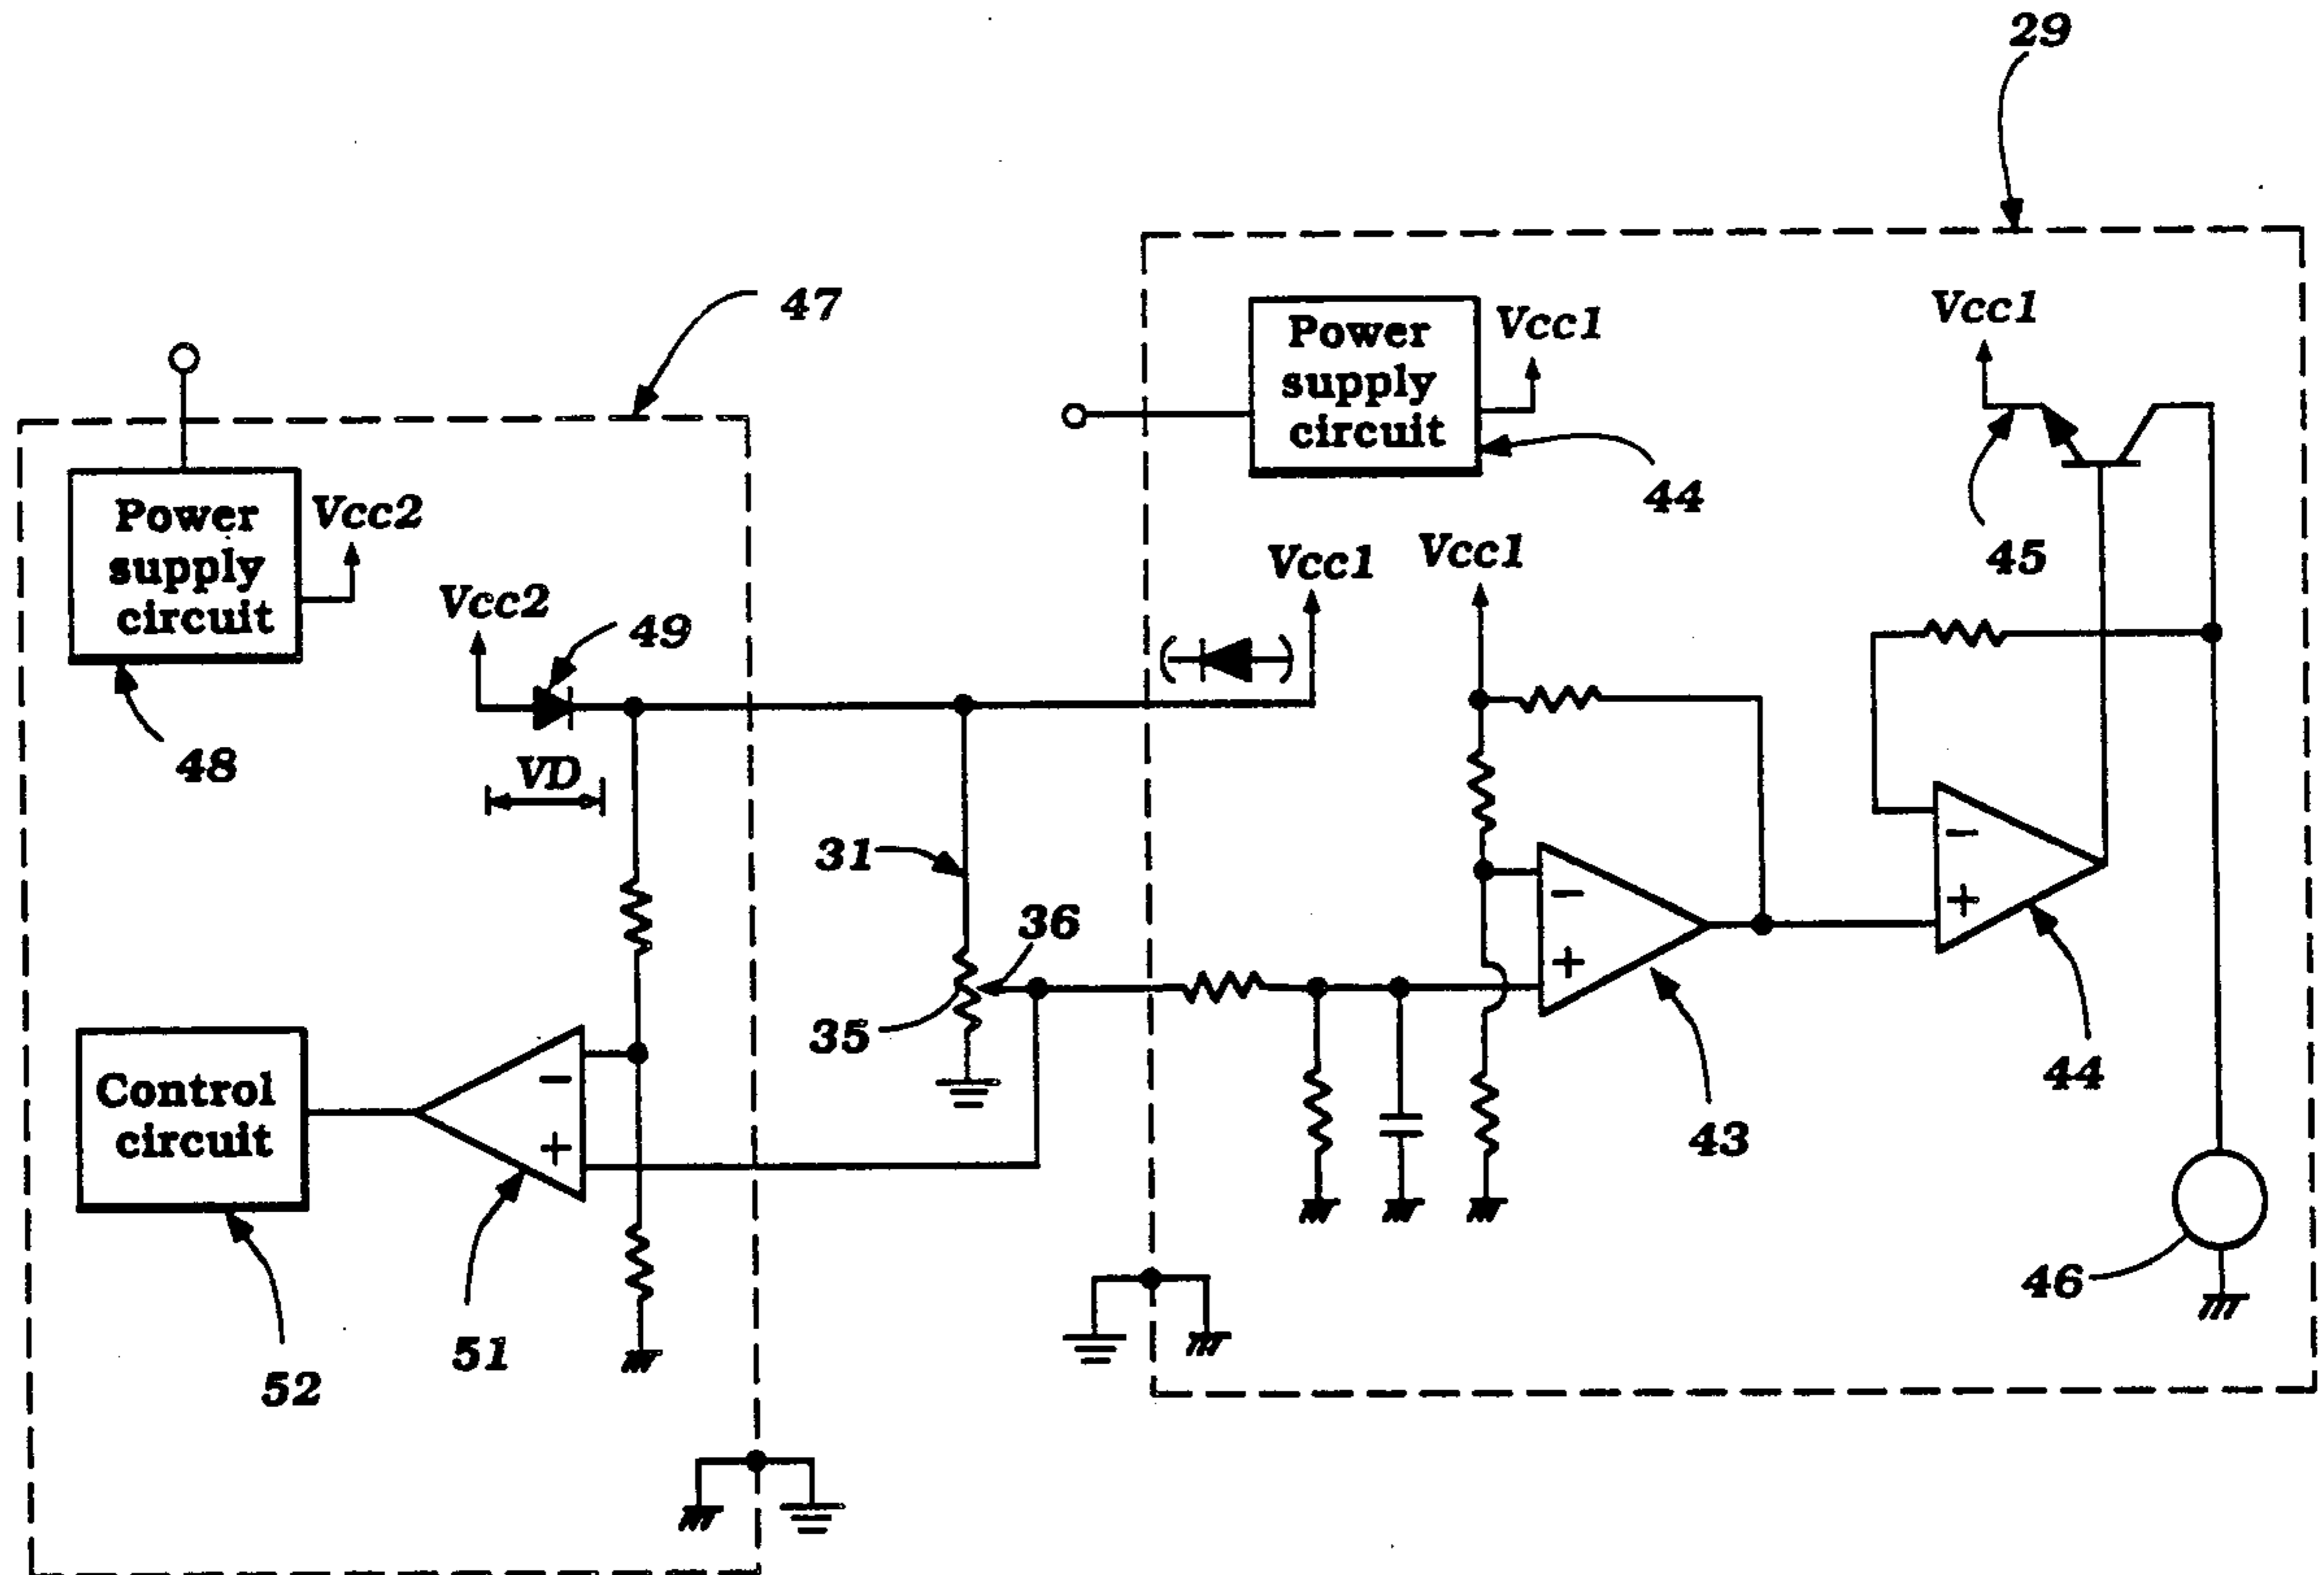 29
47
Power
supply
circuit
Vcc1
Vcc1
44
Power
supply
circuit
Vcc2
45
Vcc1
Vcc1
Vcc2
49
48
VD
31
36
35
-
+
-
+
44
43
Control
circuit
-
+
46
51
52